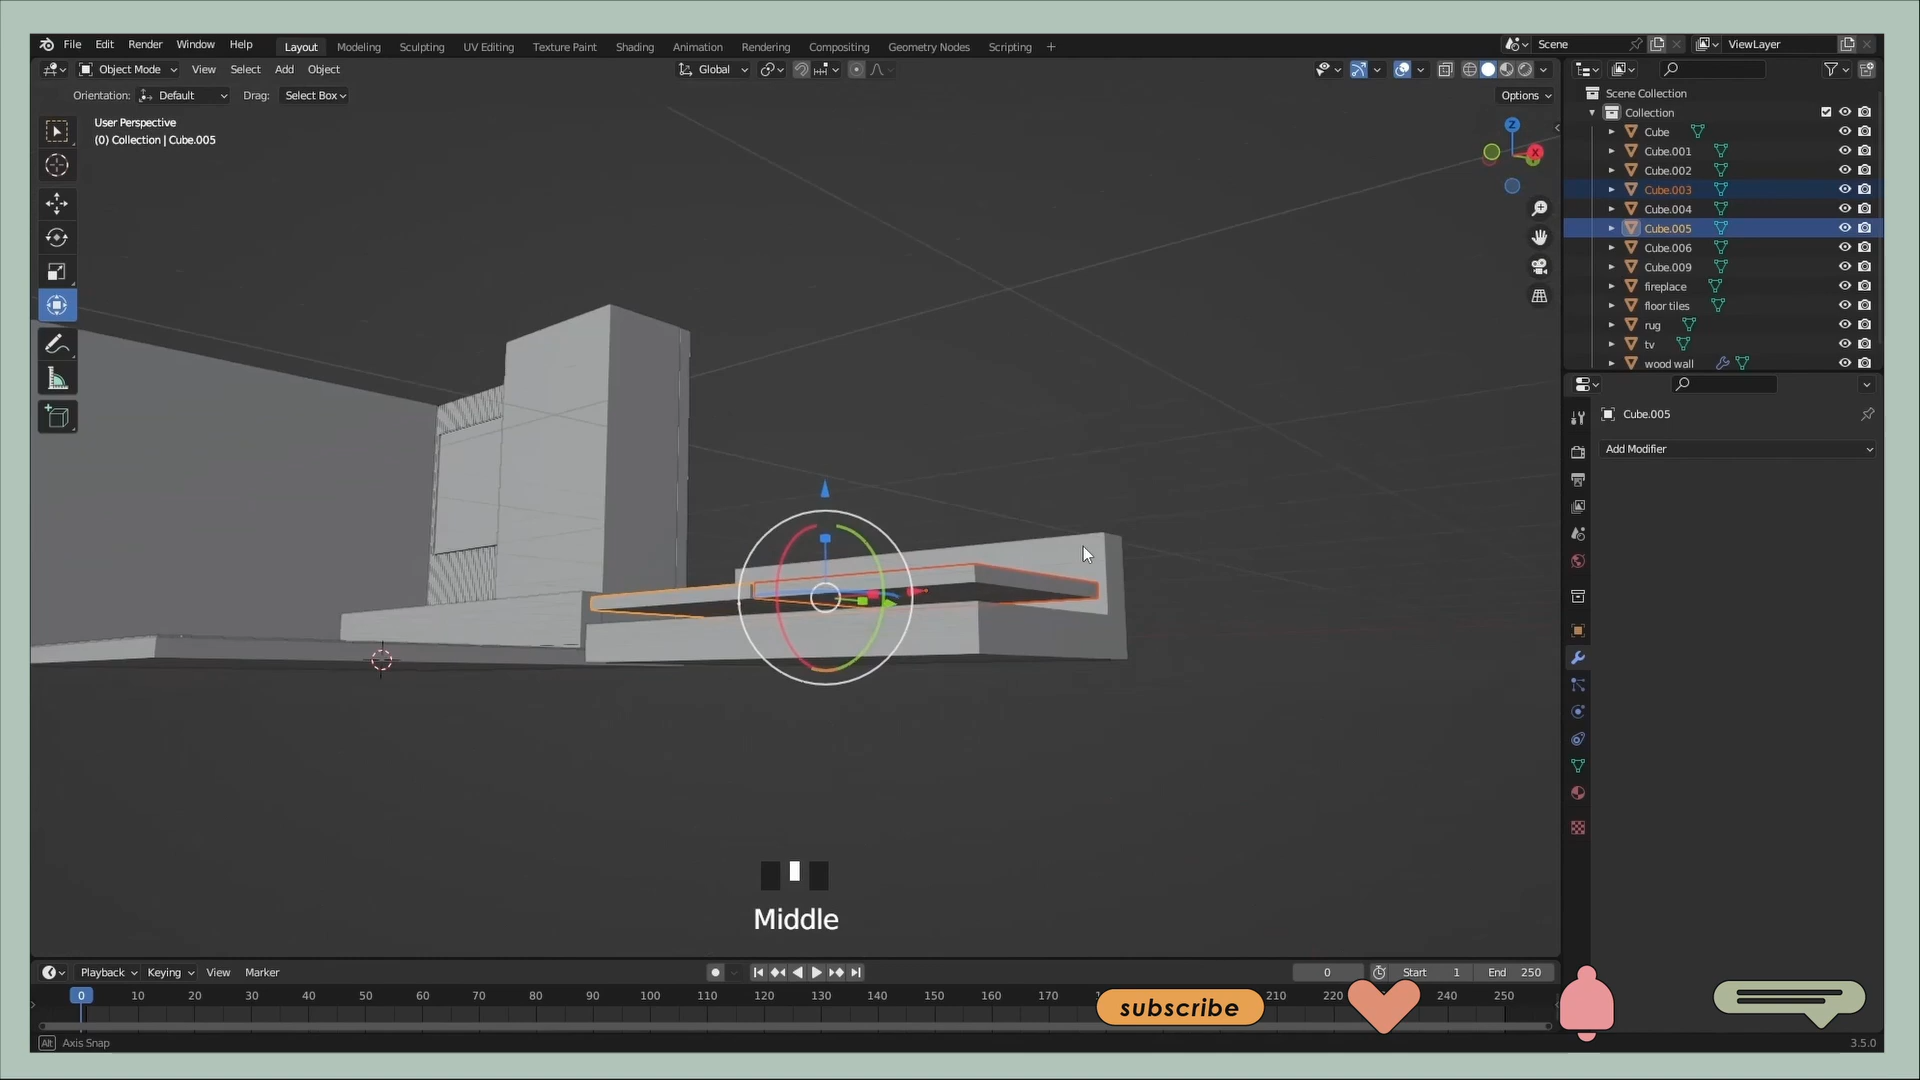 File Edit Render Window Help Layout Modeling Sculpting UV Editing Texture Paint Shading Animation Rendering Compositing Geometry Nodes Scripting + Scene ViewLayer
Object Mode View Select Add Object Global
Orientation: Default Drag: Select Box Options
User Perspective
(0) Collection | Cube.005
Z
X
Scene Collection
Collection
Cube
Cube.001
Cube.002
Cube.003
Cube.004
Cube.005
Cube.006
Cube.009
fireplace
floor tiles
rug
tv
wood wall
Cube.005
Add Modifier
Middle
Playback Keying View Marker 0 Start 1 End 250
0 10 20 30 40 50 60 70 80 90 100 110 120 130 140 150 160 170 210 220 240 250
subscribe
Alt Axis Snap 3.5.0